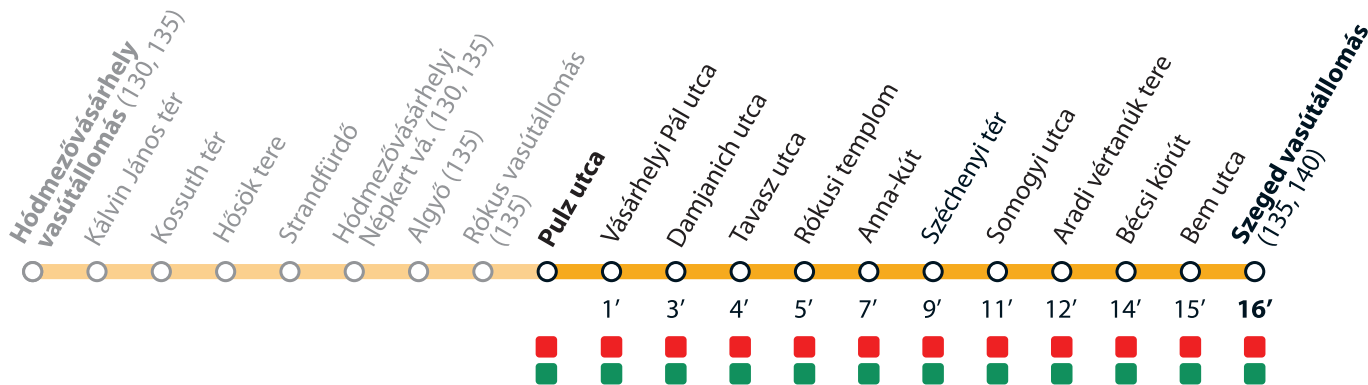 Hódmezővásárhely
vasútállomás (130, 135)
Kálvin János tér
Kossuth tér
Hősök tere
Strandfürdő
Hódmezővásárhelyi
Népkert vá. (130, 135)
Algyő (135)
Rókus vasútállomás
(135)
Pulz utca
Vásárhelyi Pál utca
Damjanich utca
Tavasz utca
Rókusi templom
Anna-kút
Széchenyi tér
Somogyi utca
Aradi vértanúk tere
Bécsi körút
Bem utca
Szeged vasútállomás
(135, 140)
1’ 3’ 4’ 5’ 7’ 9’ 11’ 12’ 14’ 15’ 16’